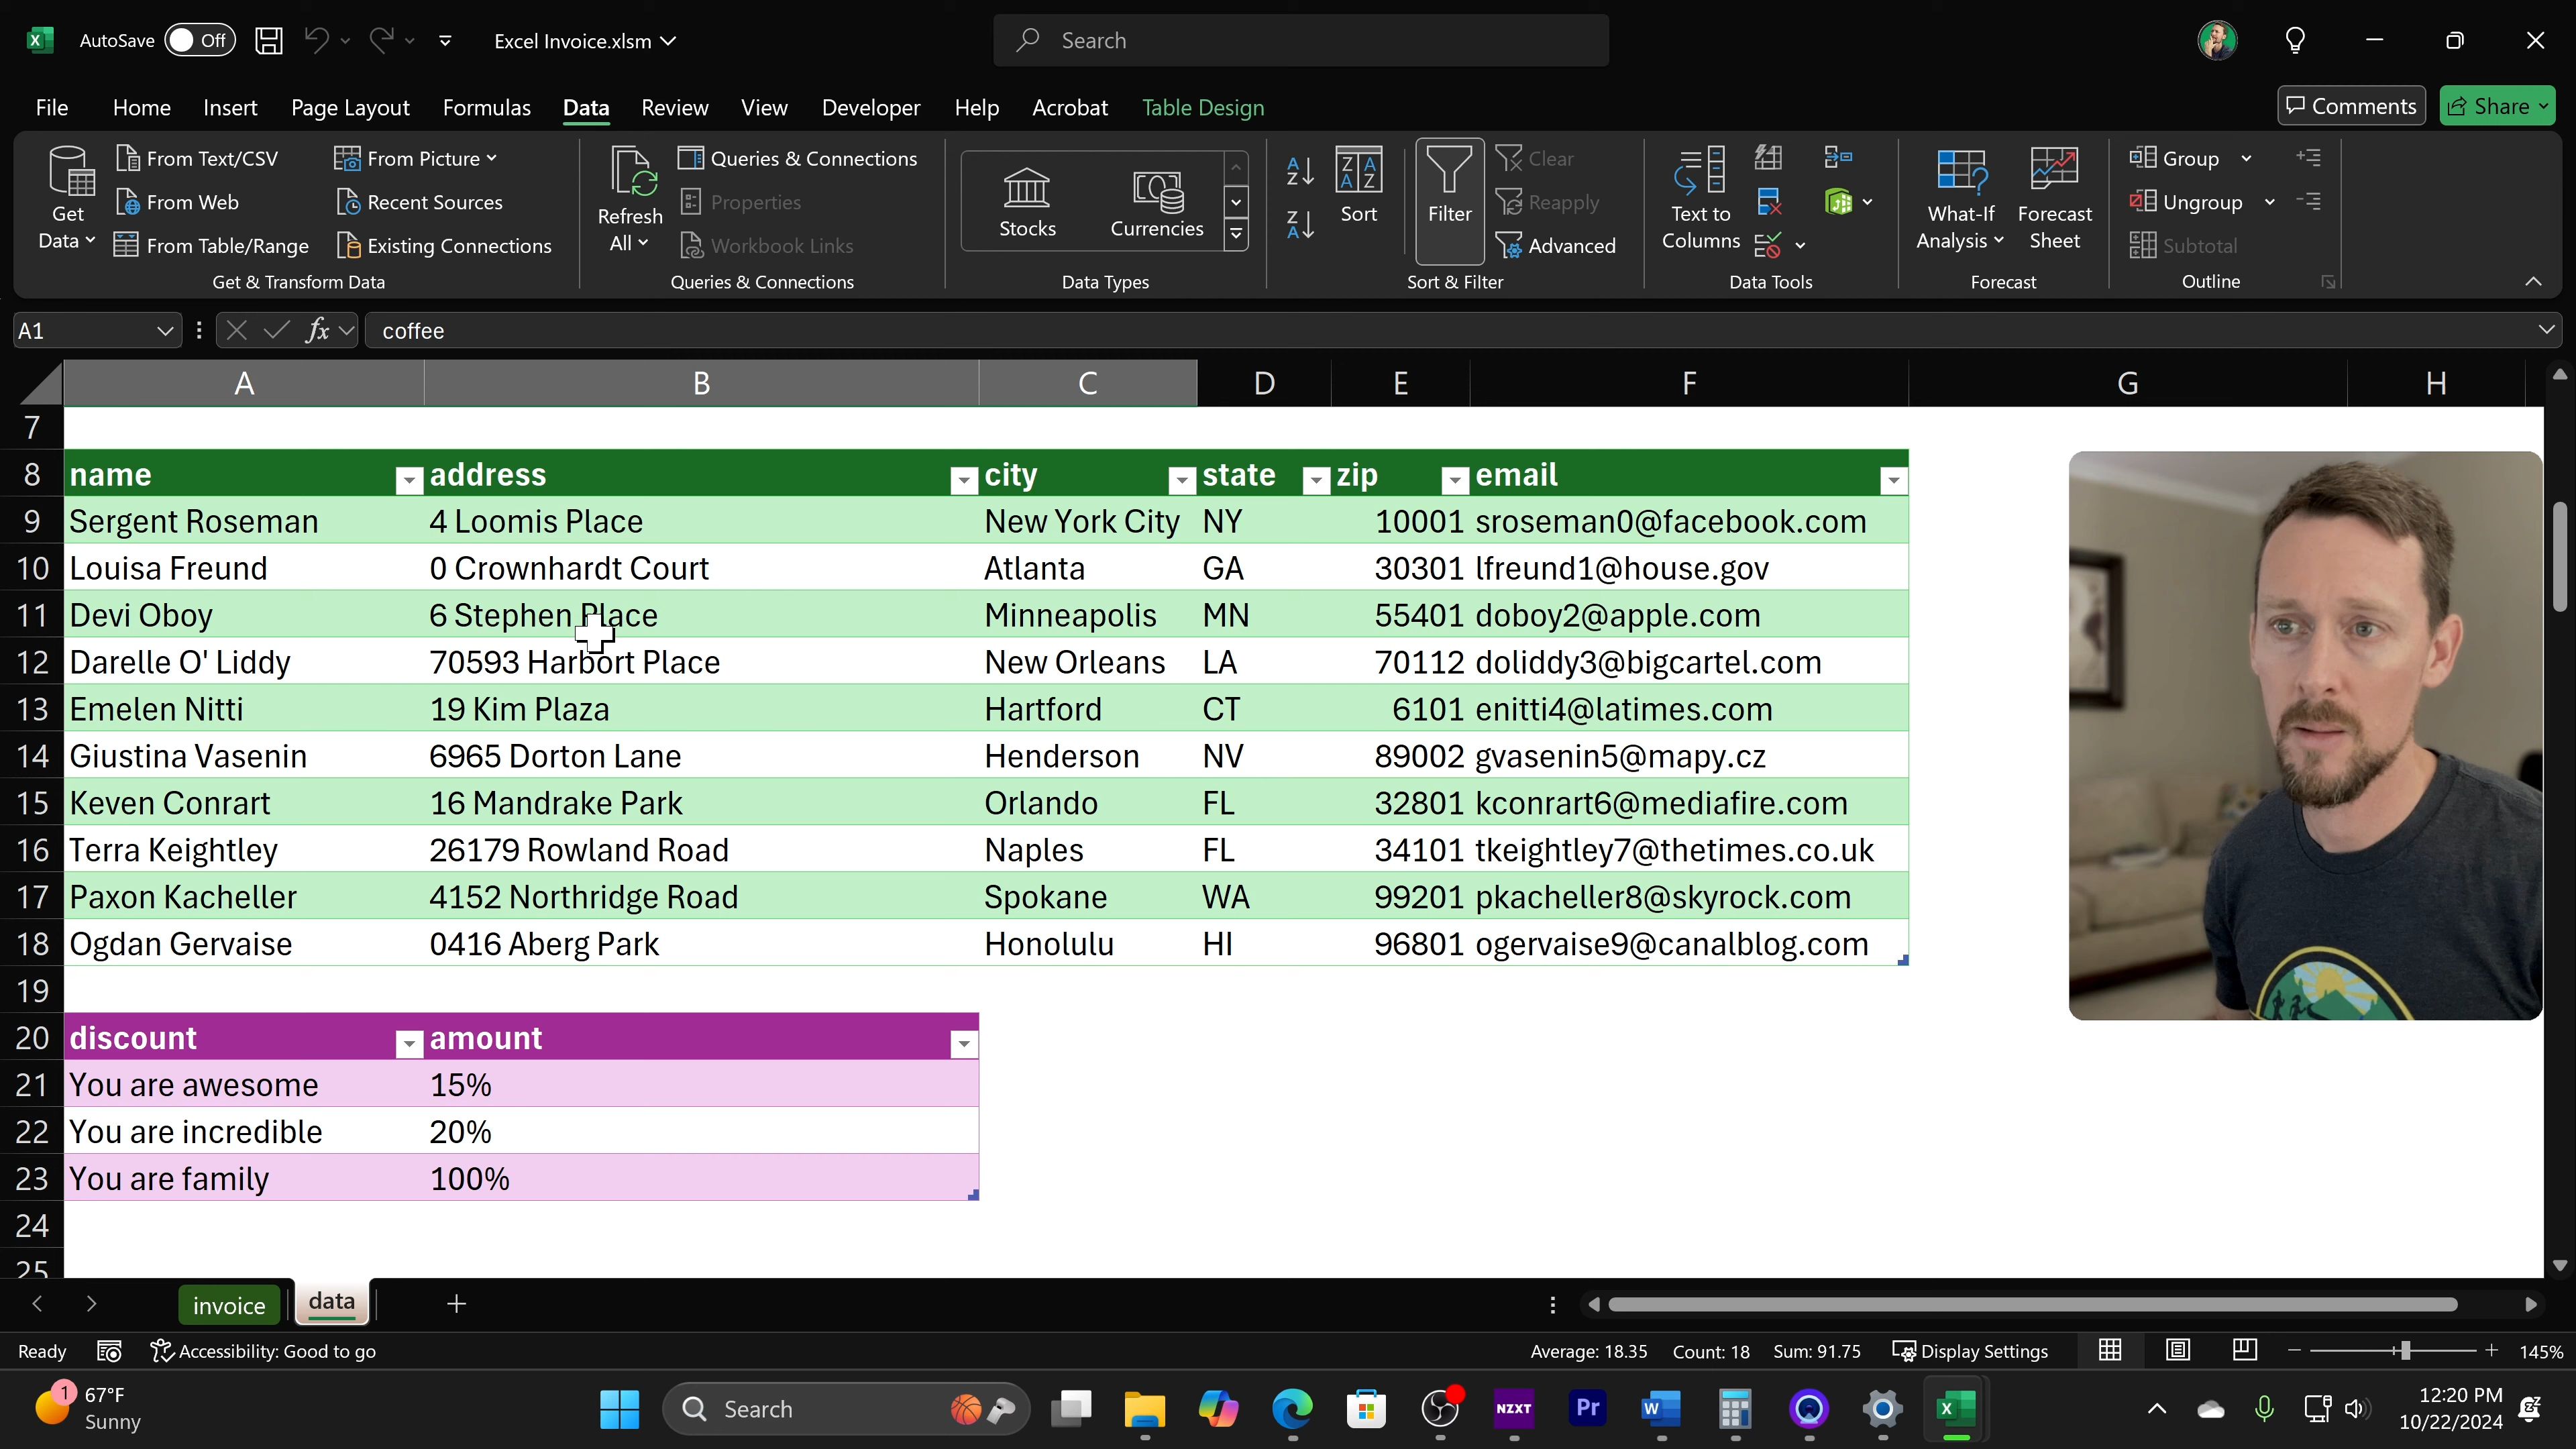 AutoSave Off Excel Invoice.xlsm Search
File Home Insert Page Layout Formulas Data Review View Developer Help Acrobat Table Design Comments Share
Get Data
From Text/CSV
From Web
From Table/Range
From Picture
Recent Sources
Existing Connections
Get & Transform Data
Refresh All
Queries & Connections
Properties
Workbook Links
Queries & Connections
Stocks Currencies
Data Types
Sort
Filter
Clear
Reapply
Advanced
Sort & Filter
Text to Columns
Data Tools
What-If Analysis
Forecast Sheet
Forecast
Group
Ungroup
Subtotal
Outline
A1 fx coffee
A B C D E F G H
7
8 name address city state zip email
9 Sergent Roseman 4 Loomis Place New York City NY 10001 sroseman0@facebook.com
10 Louisa Freund 0 Crownhardt Court Atlanta GA 30301 lfreund1@house.gov
11 Devi Oboy 6 Stephen Place Minneapolis MN 55401 doboy2@apple.com
12 Darelle O' Liddy 70593 Harbort Place New Orleans LA 70112 doliddy3@bigcartel.com
13 Emelen Nitti 19 Kim Plaza Hartford CT 6101 enitti4@latimes.com
14 Giustina Vasenin 6965 Dorton Lane Henderson NV 89002 gvasenin5@mapy.cz
15 Keven Conrart 16 Mandrake Park Orlando FL 32801 kconrart6@mediafire.com
16 Terra Keightley 26179 Rowland Road Naples FL 34101 tkeightley7@thetimes.co.uk
17 Paxon Kacheller 4152 Northridge Road Spokane WA 99201 pkacheller8@skyrock.com
18 Ogdan Gervaise 0416 Aberg Park Honolulu HI 96801 ogervaise9@canalblog.com
19
20 discount amount
21 You are awesome 15%
22 You are incredible 20%
23 You are family 100%
24
25
invoice data
Ready Accessibility: Good to go Average: 18.35 Count: 18 Sum: 91.75 Display Settings 145%
1 67°F
Sunny
Search
NZXT
Pr
W
X
12:20 PM
10/22/2024